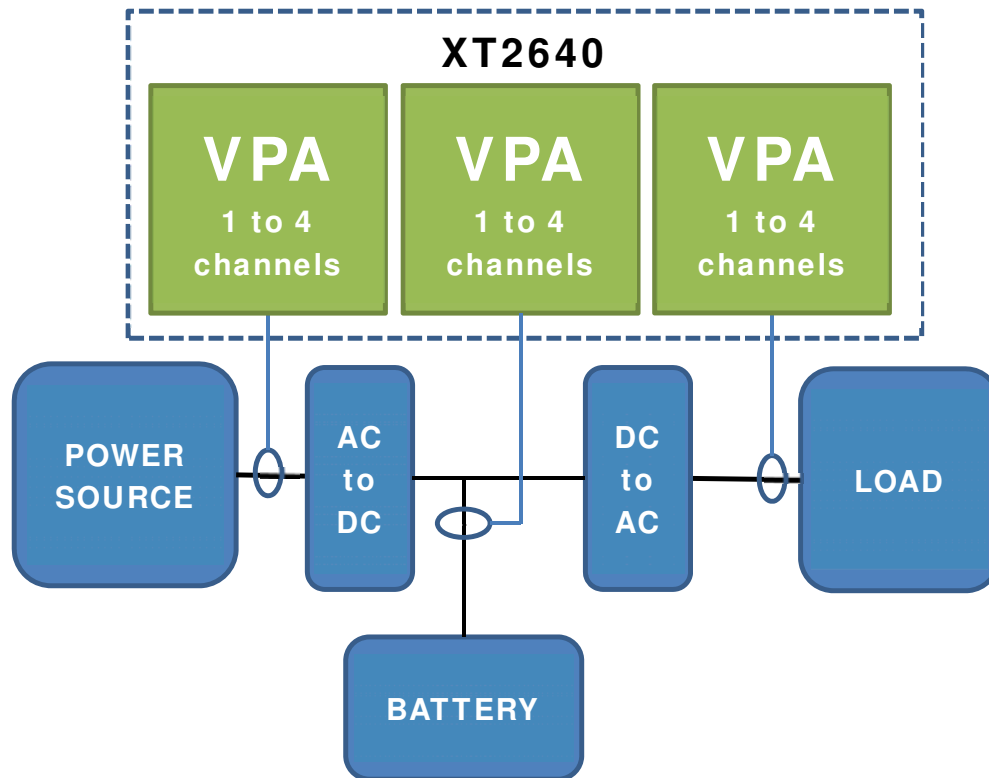 XT2640
VPA
1 to 4
channels
VPA
1 to 4
channels
VPA
1 to 4
channels
POWER
SOURCE
AC
to
DC
DC
to
AC
LOAD
BATTERY